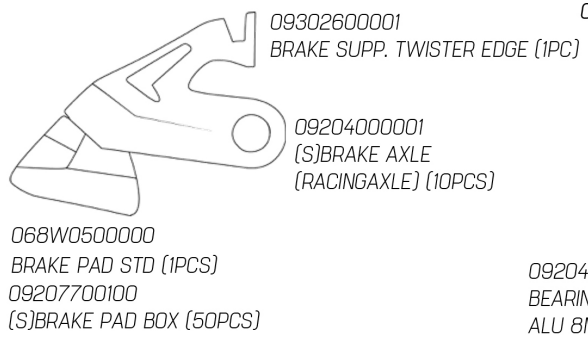 09302600001
BRAKE SUPP. TWISTER EDGE (1PC)
09204000001
(S)BRAKE AXLE
(RACINGAXLE) (10PCS)
068W0500000
BRAKE PAD STD (1PCS)
09207700100
(S)BRAKE PAD BOX (50PCS)